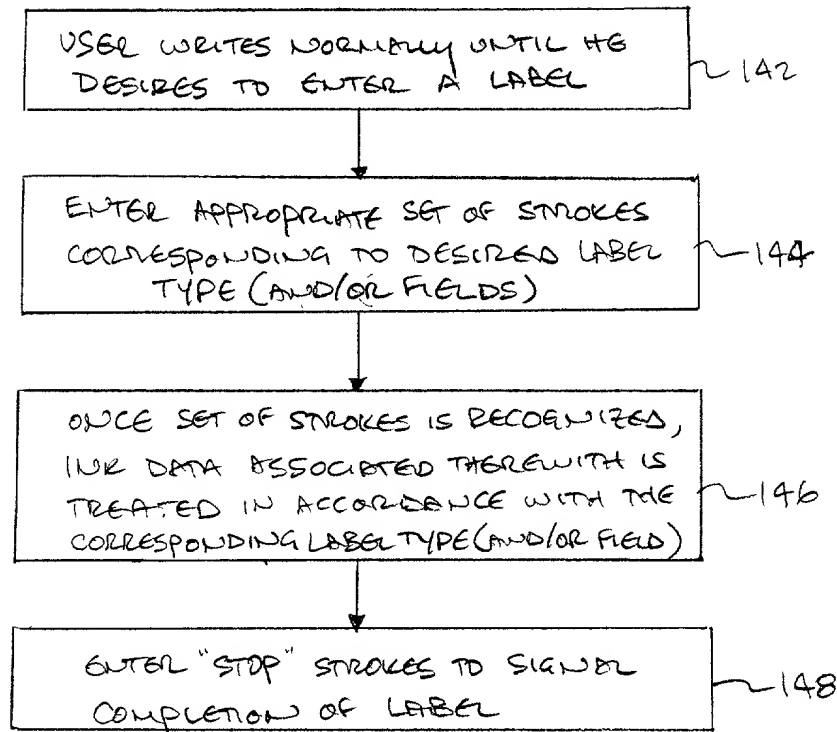 USER WRITES NORMALLY UNTIL HE
DESIRES TO ENTER A LABEL
142
ENTER APPROPRIATE SET OF STROKES
CORRESPONDING TO DESIRED LABEL
TYPE (AND/OR FIELDS)
144
ONCE SET OF STROKES IS RECOGNIZED,
INK DATA ASSOCIATED THEREWITH IS
TREATED IN ACCORDANCE WITH THE
CORRESPONDING LABEL TYPE (AND/OR FIELD)
146
ENTER "STOP" STROKES TO SIGNAL
COMPLETION OF LABEL
148